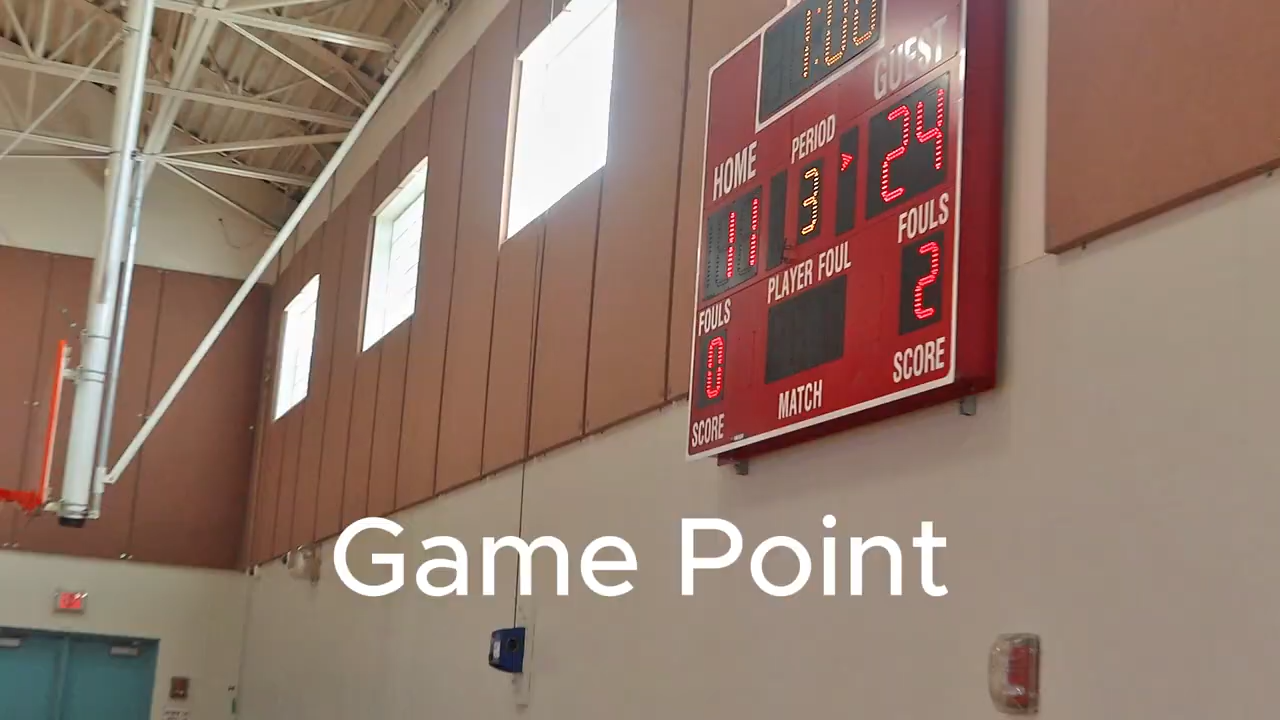 1:00
GUEST
HOME
PERIOD
24
11
3
PLAYER FOUL
FOULS
FOULS
2
0
MATCH
SCORE
SCORE
Game Point